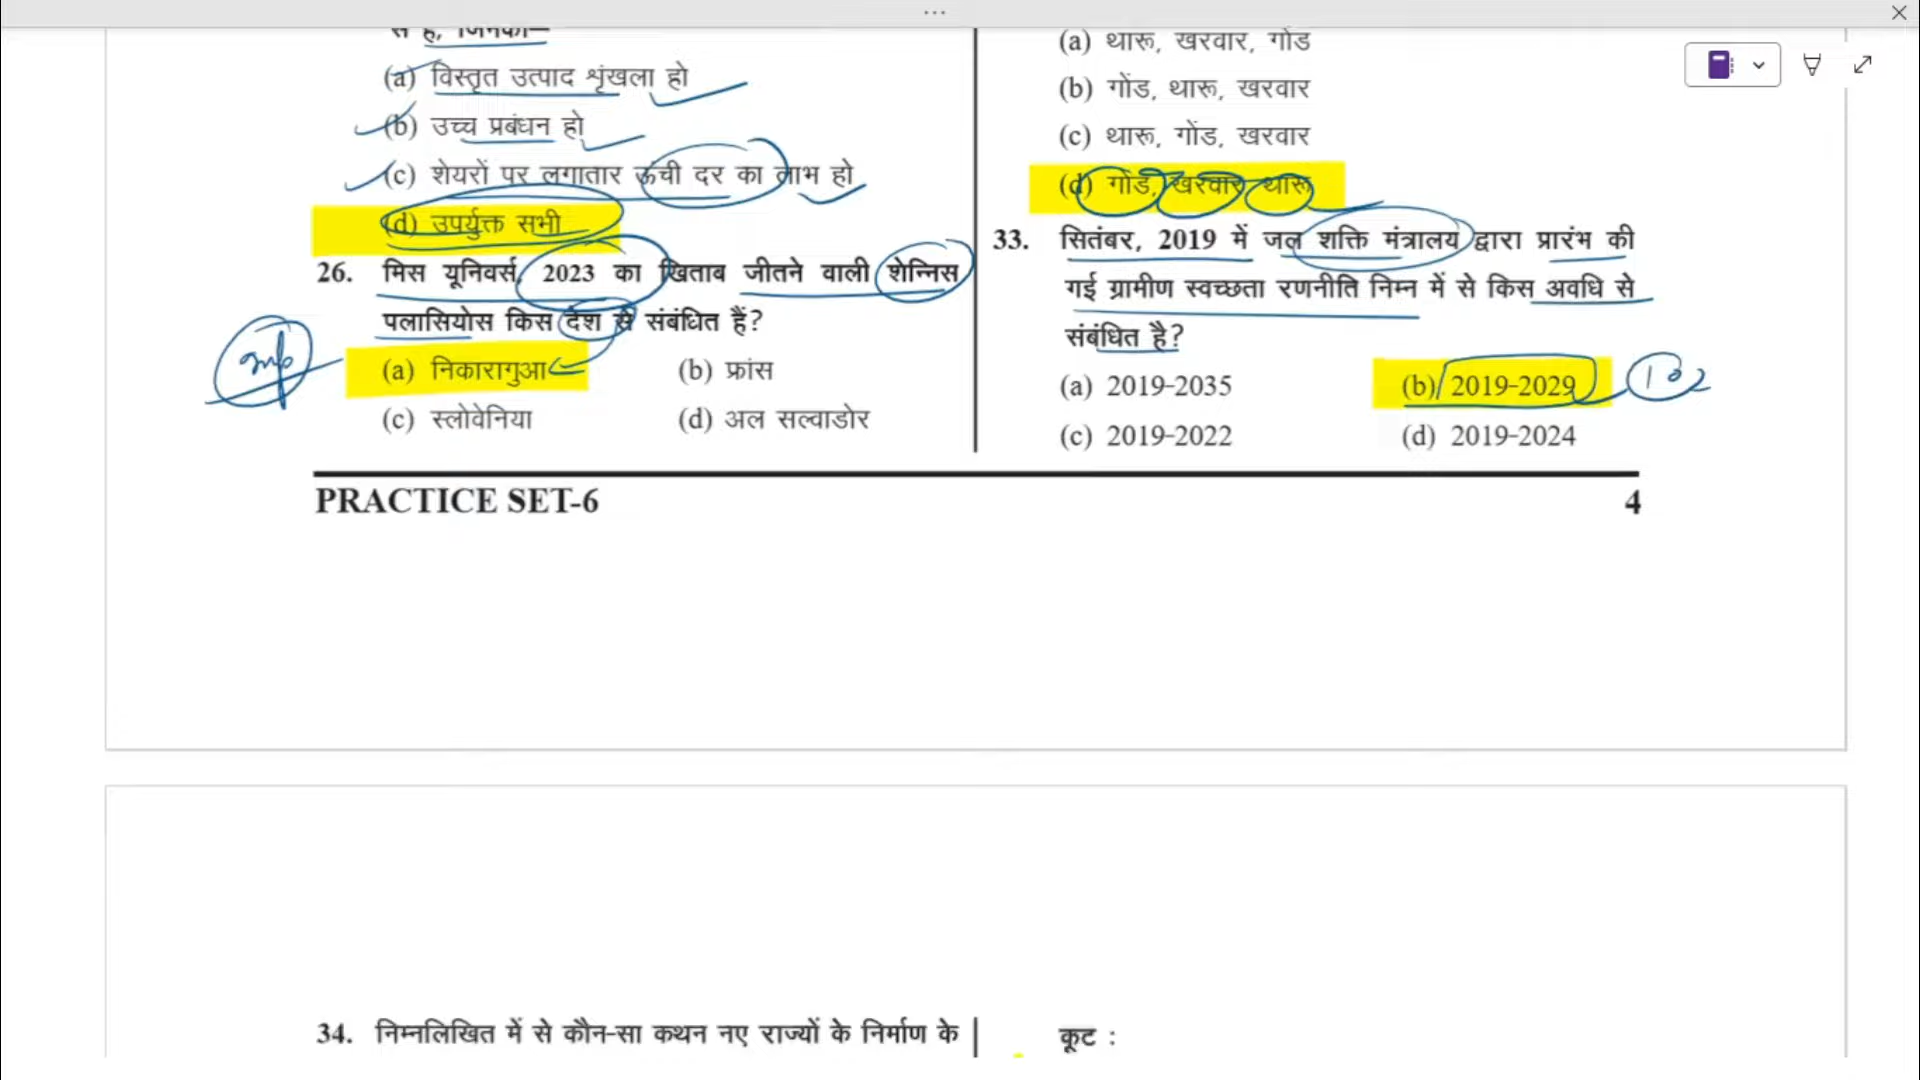 से है, जिनका—
(a) विस्तृत उत्पाद शृंखला हो
(b) उच्च प्रबंधन हो
(c) शेयरों पर लगातार ऊंची दर का लाभ हो
(d) उपर्युक्त सभी
26. मिस यूनिवर्स, 2023 का खिताब जीतने वाली शेन्निस
पलासियोस किस देश से संबंधित हैं?
(a) निकारागुआ (b) फ्रांस
(c) स्लोवेनिया (d) अल सल्वाडोर
imp
(a) थारू, खरवार, गोंड
(b) गोंड, थारू, खरवार
(c) थारू, गोंड, खरवार
(d) गोंड, खरवार थारू
33. सितंबर, 2019 में जल शक्ति मंत्रालय द्वारा प्रारंभ की
गई ग्रामीण स्वच्छता रणनीति निम्न में से किस अवधि से
संबंधित है?
(a) 2019-2035 (b) 2019-2029
(c) 2019-2022 (d) 2019-2024
PRACTICE SET-6 4
34. निम्नलिखित में से कौन-सा कथन नए राज्यों के निर्माण के
कूट :